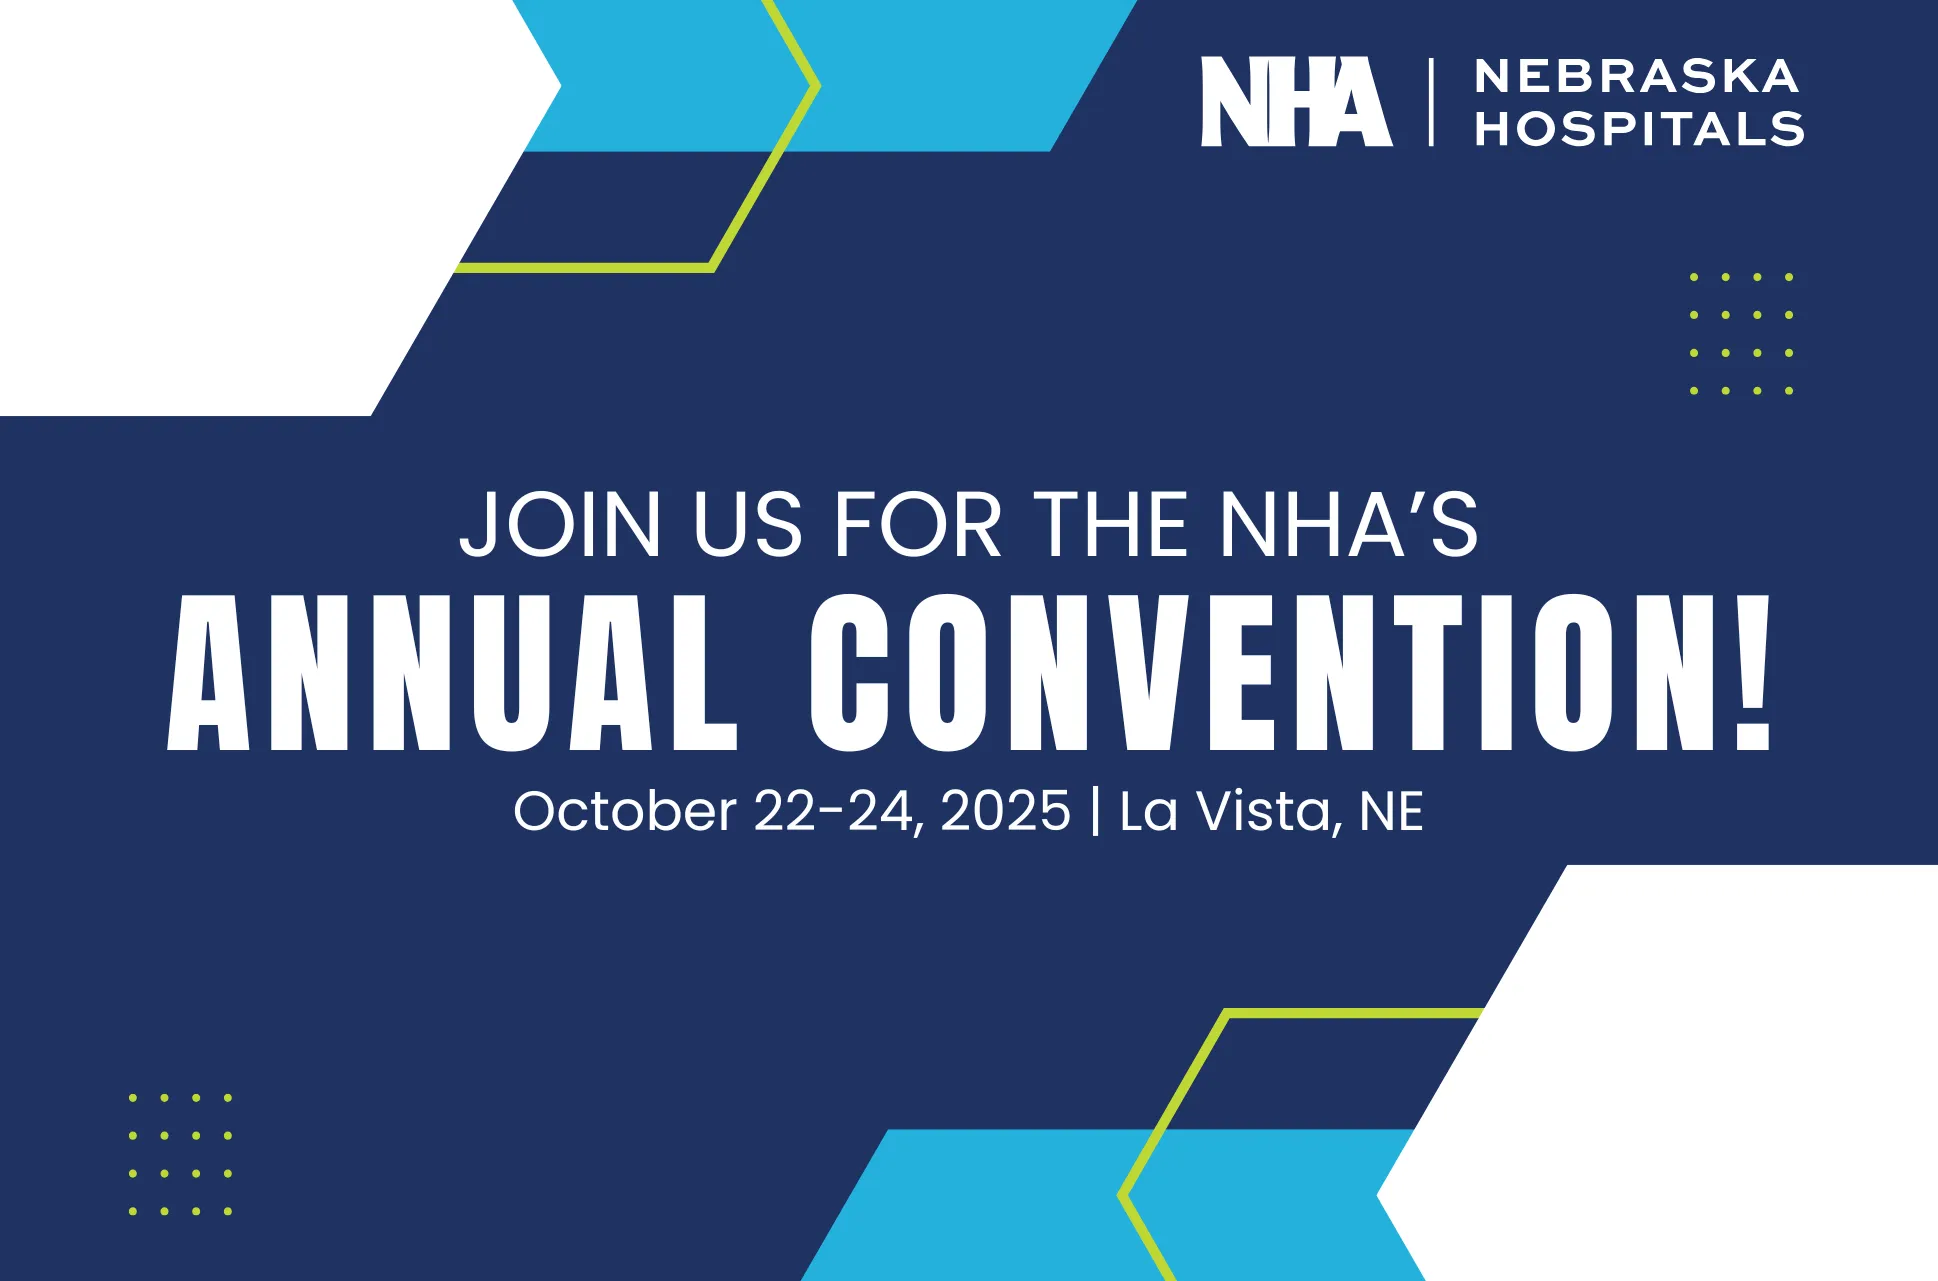 NHA | NEBRASKA
HOSPITALS
JOIN US FOR THE NHA’S
ANNUAL CONVENTION!
October 22-24, 2025 | La Vista, NE